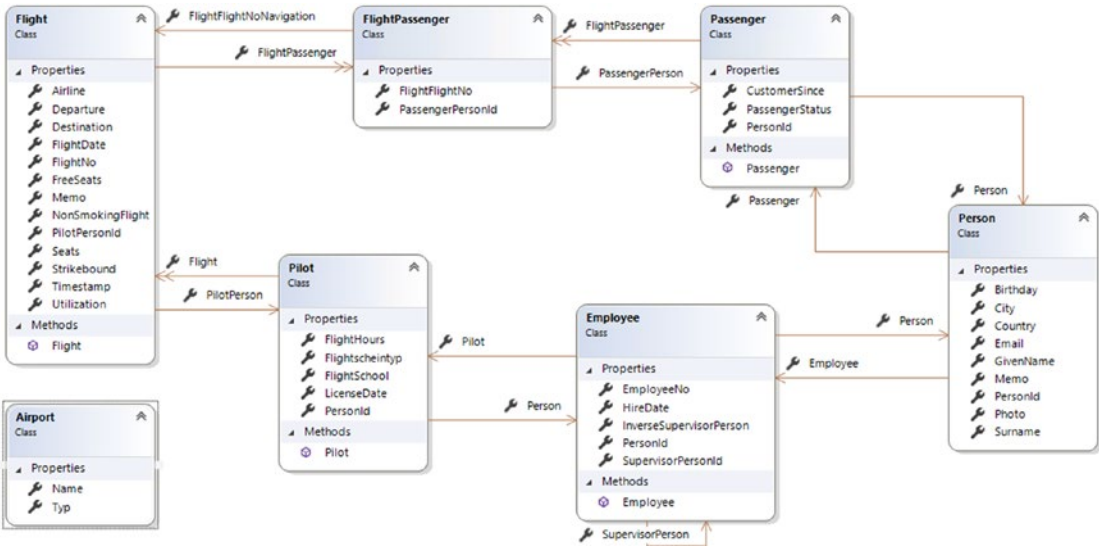 Flight
Class
Properties
Airline
Departure
Destination
FlightDate
FlightNo
FreeSeats
Memo
NonSmokingFlight
PilotPersonId
Seats
Strikebound
Timestamp
Utilization
Methods
Flight
FlightFlightNoNavigation
FlightPassenger
FlightPassenger
Class
Properties
FlightFlightNo
PassengerPersonId
FlightPassenger
PassengerPerson
Passenger
Class
Properties
CustomerSince
PassengerStatus
PersonId
Methods
Passenger
Person
Passenger
Person
Class
Properties
Birthday
City
Country
Email
GivenName
Memo
PersonId
Photo
Surname
Flight
PilotPerson
Pilot
Class
Properties
FlightHours
Flightscheintyp
FlightSchool
LicenseDate
PersonId
Methods
Pilot
Pilot
Person
Employee
Class
Properties
EmployeeNo
HireDate
InverseSupervisorPerson
PersonId
SupervisorPersonId
Methods
Employee
Person
Employee
SupervisorPerson
Airport
Class
Properties
Name
Typ